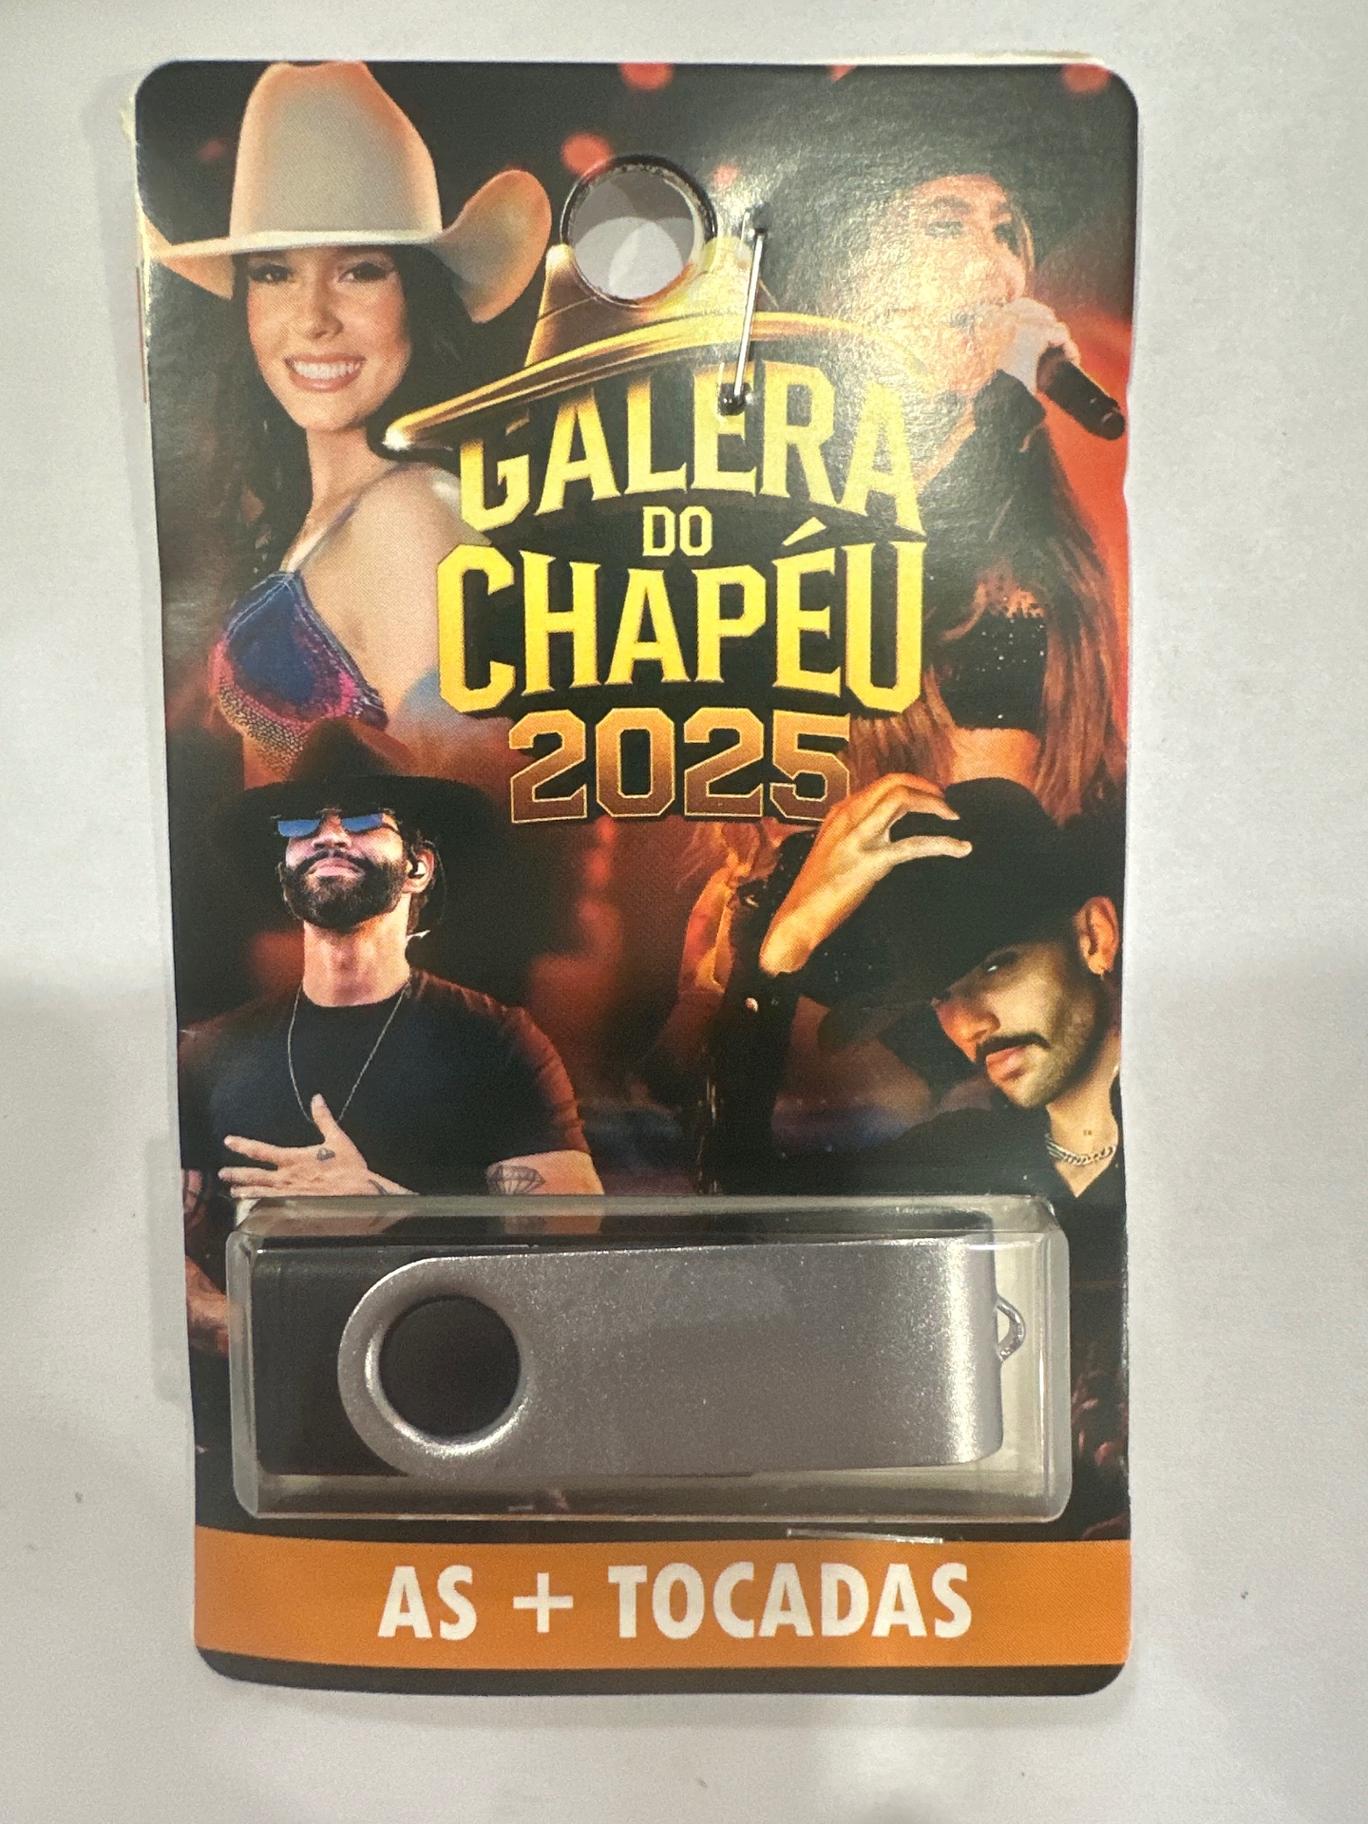 GALERA
DO
CHAPÉU
2025
AS + TOCADAS